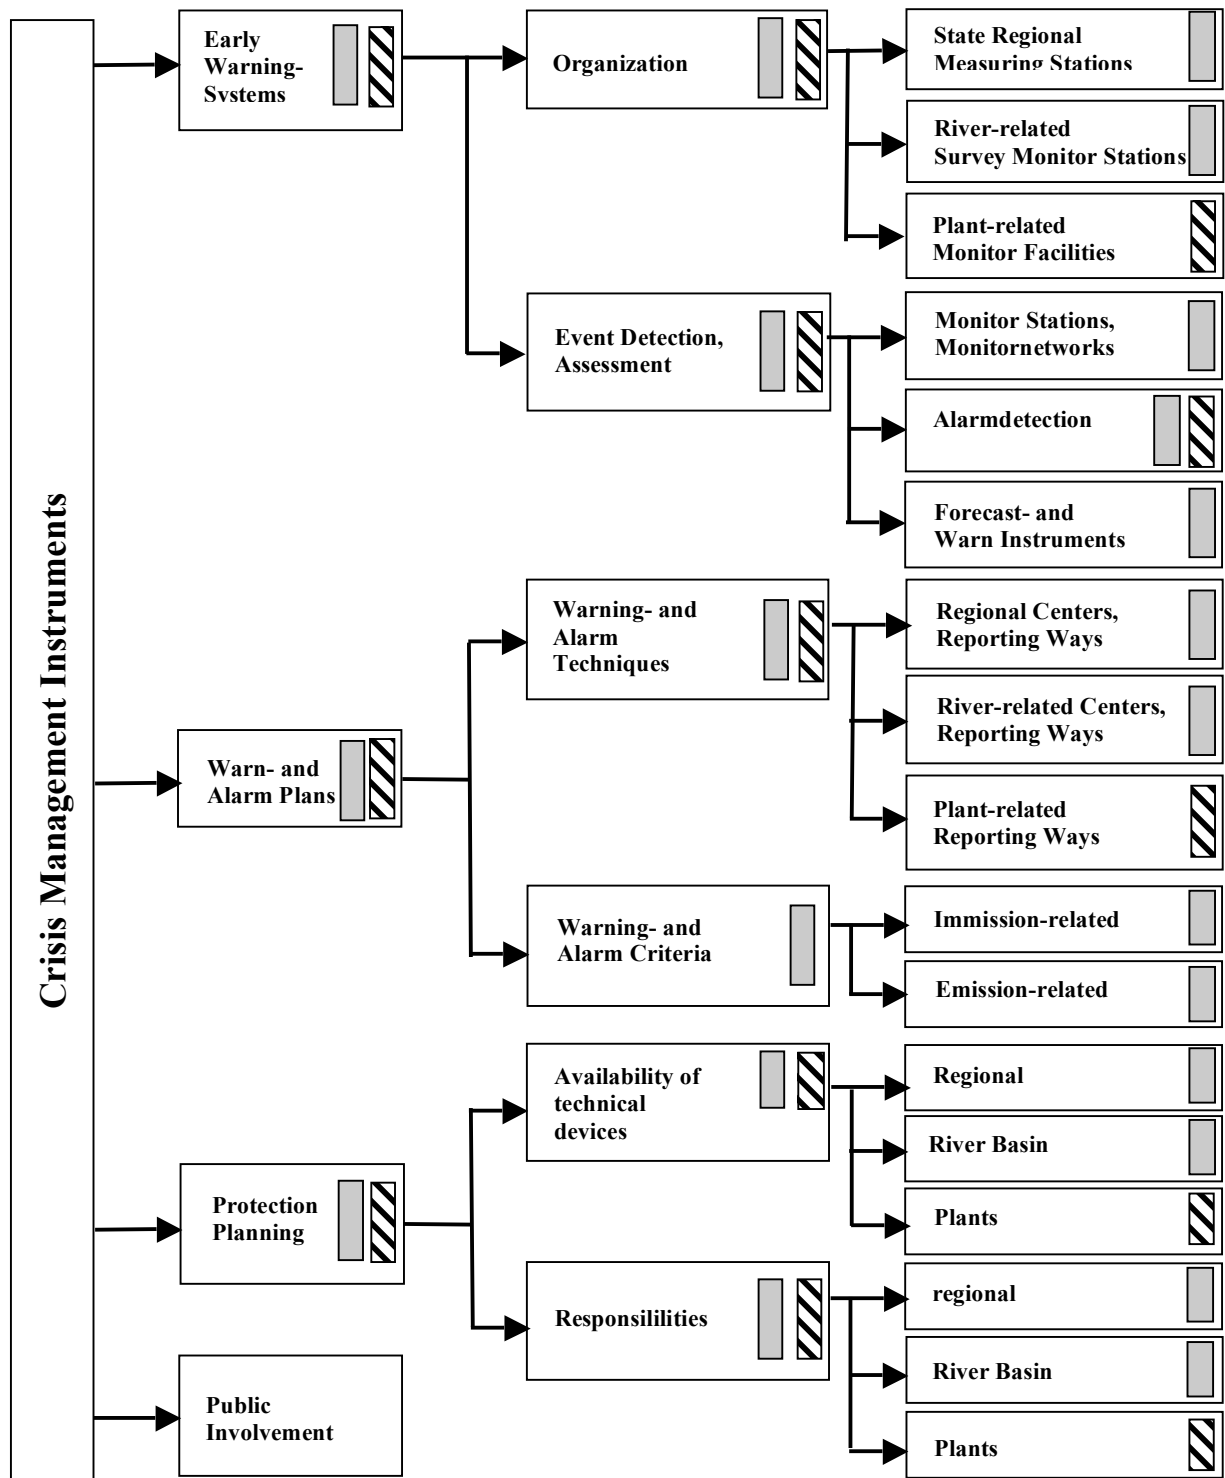 Crisis Management Instruments
Early
Warning-
Systems
Organization
State Regional
Measuring Stations
River-related
Survey Monitor Stations
Plant-related
Monitor Facilities
Event Detection,
Assessment
Monitor Stations,
Monitornetworks
Alarmdetection
Forecast- and
Warn Instruments
Warn- and
Alarm Plans
Warning- and
Alarm
Techniques
Regional Centers,
Reporting Ways
River-related Centers,
Reporting Ways
Plant-related
Reporting Ways
Warning- and
Alarm Criteria
Immission-related
Emission-related
Protection
Planning
Availability of
technical
devices
Regional
River Basin
Plants
Responsililities
regional
River Basin
Plants
Public
Involvement